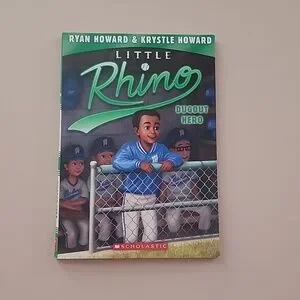 RYAN HOWARD & KRYSTLE HOWARD
LITTLE
Rhino
DUGOUT
HERO
SCHOLASTIC